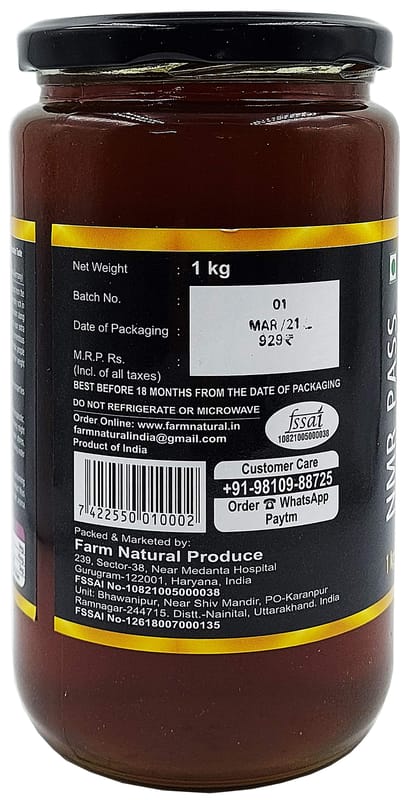 Net Weight : 1 kg
Batch No. : 01
Date of Packaging : MAR/21
M.R.P. Rs. : 929₹
(Incl. of all taxes)
BEST BEFORE 18 MONTHS FROM THE DATE OF PACKAGING
DO NOT REFRIGERATE OR MICROWAVE
Order Online: www.farmnatural.in
farmnaturalindia@gmail.com
Product of India
fssai
10821005000038
7 422550 010002
Customer Care
+91-98109-88725
Order ☎ WhatsApp
Paytm
Packed & Marketed by:
Farm Natural Produce
239, Sector-38, Near Medanta Hospital
Gurugram-122001, Haryana, India
FSSAI No-10821005000038
Unit: Bhawanipur, Near Shiv Mandir, PO-Karanpur
Ramnagar-244715. Distt.-Nainital, Uttarakhand. India
FSSAI No-12618007000135
NMR PASS